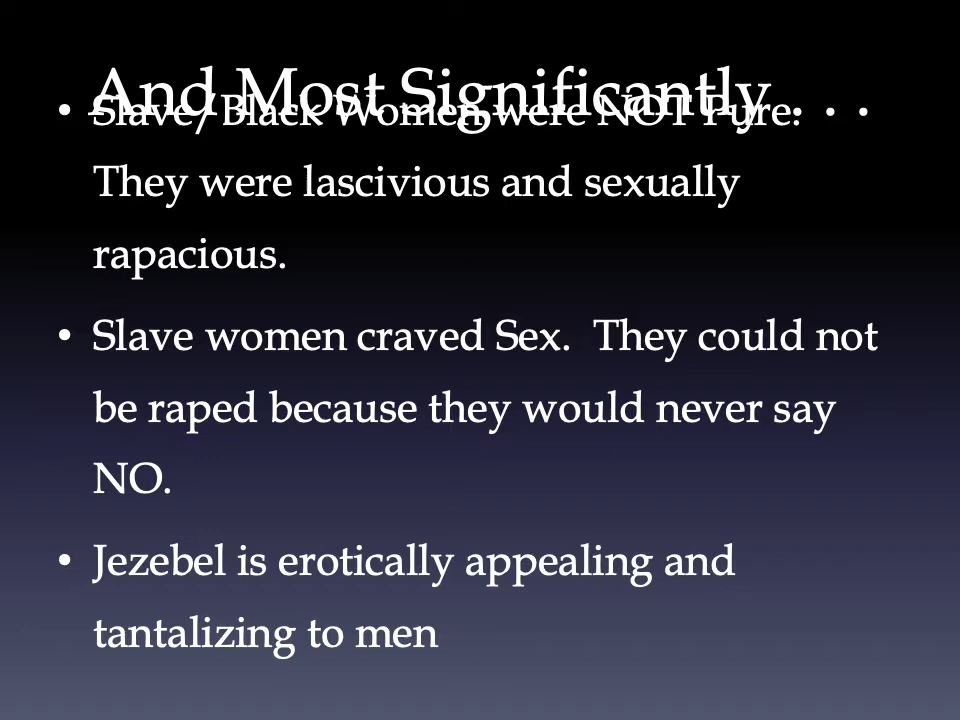 And Most Significantly . . .
• Slave/Black Women were NOT Pure.
They were lascivious and sexually
rapacious.
• Slave women craved Sex.  They could not
be raped because they would never say
NO.
• Jezebel is erotically appealing and
tantalizing to men